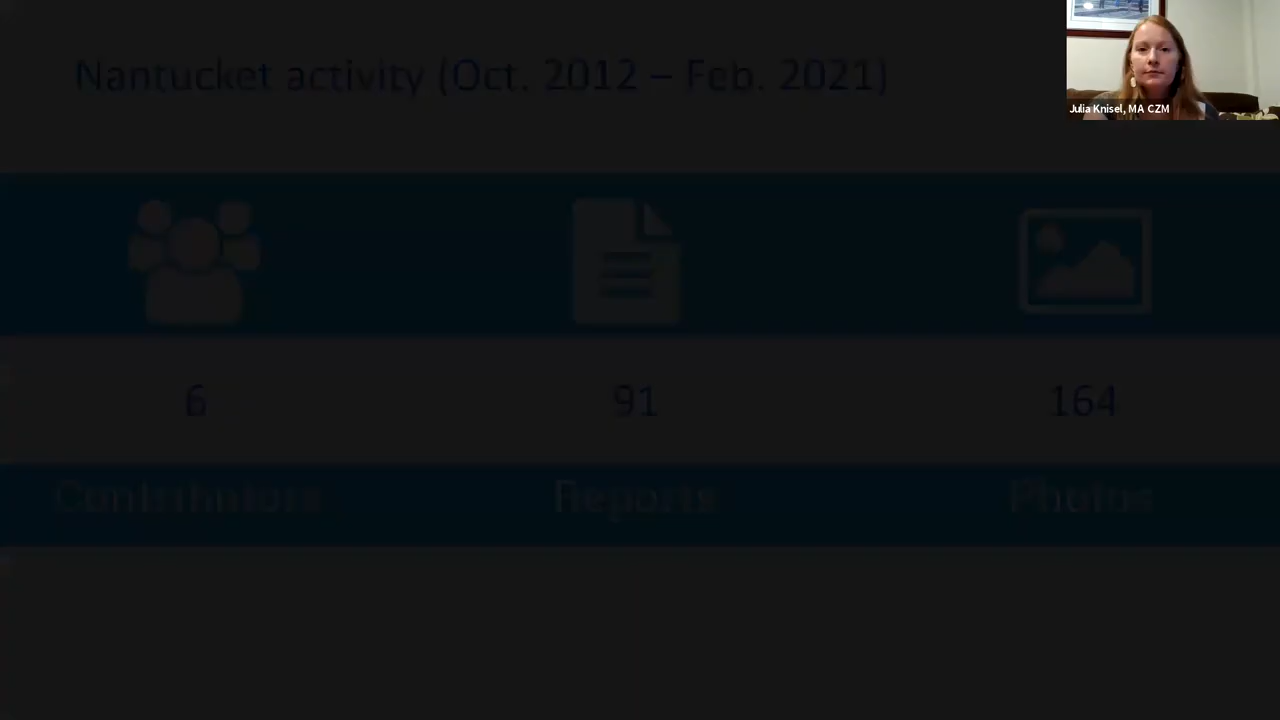 Nantucket activity (Oct. 2012 – Feb. 2021)
Julia Knisel, MA CZM
6 91 164
Contributors Reports Photos